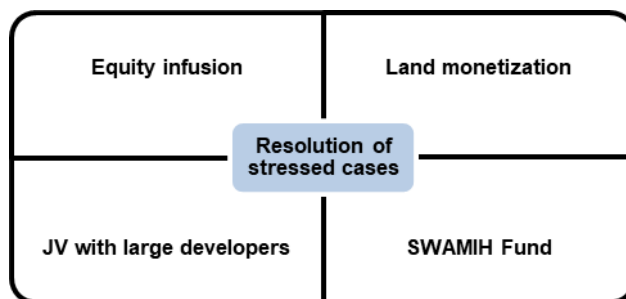 Equity infusion
Land monetization
Resolution of
stressed cases
JV with large developers
SWAMIH Fund